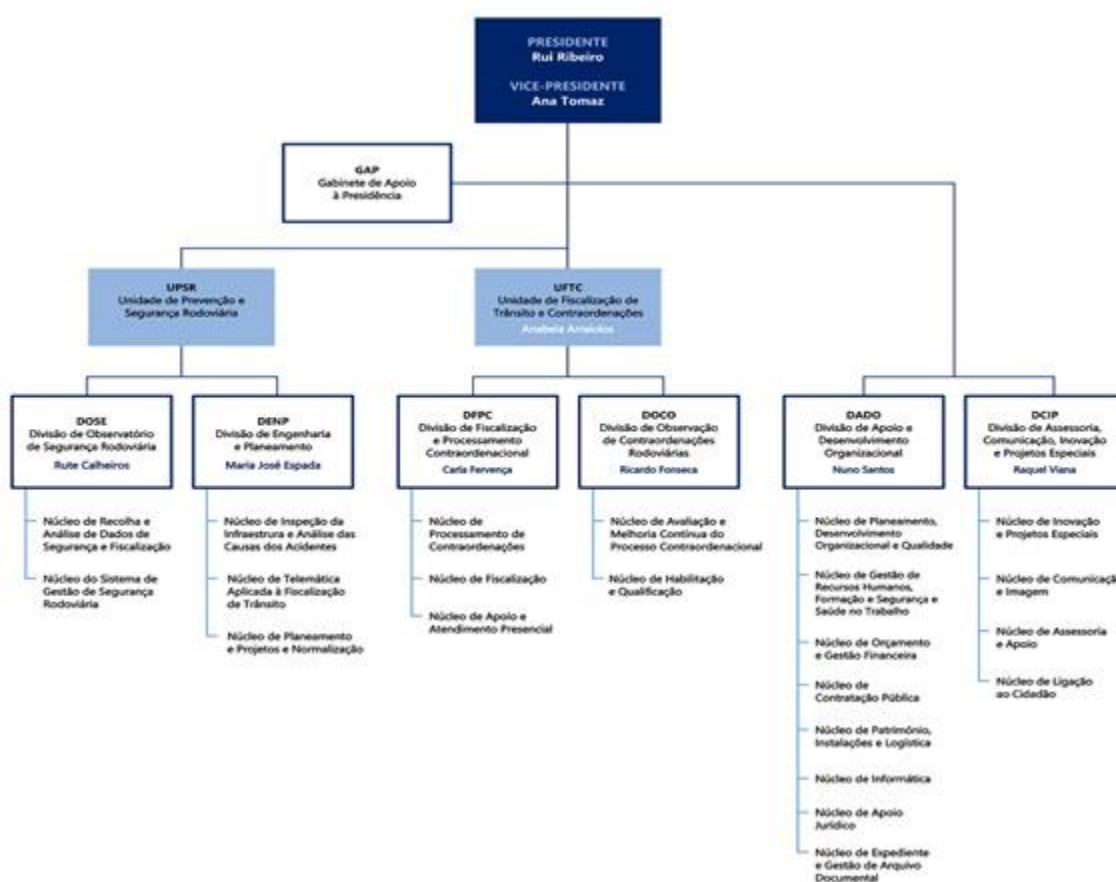 PRESIDENTE
Rui Ribeiro
VICE-PRESIDENTE
Ana Tomaz
GAP
Gabinete de Apoio
à Presidência
UPSR
Unidade de Prevenção e
Segurança Rodoviária
UFTC
Unidade de Fiscalização de
Trânsito e Contraordenações
Anabela Arraiolos
DOSE
Divisão de Observatório
de Segurança Rodoviária
Rute Calheiros
Núcleo de Recolha e
Análise de Dados de
Segurança e Fiscalização
Núcleo do Sistema de
Gestão de Segurança
Rodoviária
DENP
Divisão de Engenharia
e Planeamento
Maria José Espada
Núcleo de Inspeção da
Infraestrura e Análise das
Causas dos Acidentes
Núcleo de Telemática
Aplicada à Fiscalização
de Trânsito
Núcleo de Planeamento
e Projetos e Normalização
DFPC
Divisão de Fiscalização
e Processamento
Contraordenacional
Carla Fervença
Núcleo de
Processamento de
Contraordenações
Núcleo de Fiscalização
Núcleo de Apoio e
Atendimento Presencial
DOCO
Divisão de Observação
de Contraordenações
Rodoviárias
Ricardo Fonseca
Núcleo de Avaliação e
Melhoria Contínua do
Processo Contraordenacional
Núcleo de Habilitação
e Qualificação
DADO
Divisão de Apoio e
Desenvolvimento
Organizacional
Nuno Santos
Núcleo de Planeamento,
Desenvolvimento
Organizacional e Qualidade
Núcleo de Gestão de
Recursos Humanos,
Formação e Segurança e
Saúde no Trabalho
Núcleo de Orçamento
e Gestão Financeira
Núcleo de
Contratação Pública
Núcleo de Património,
Instalações e Logística
Núcleo de Informática
Núcleo de Apoio
Jurídico
Núcleo de Expediente
e Gestão de Arquivo
Documental
DCIP
Divisão de Assessoria,
Comunicação, Inovação
e Projetos Especiais
Raquel Viana
Núcleo de Inovação
e Projetos Especiais
Núcleo de Comunicação
e Imagem
Núcleo de Assessoria
e Apoio
Núcleo de Ligação
ao Cidadão